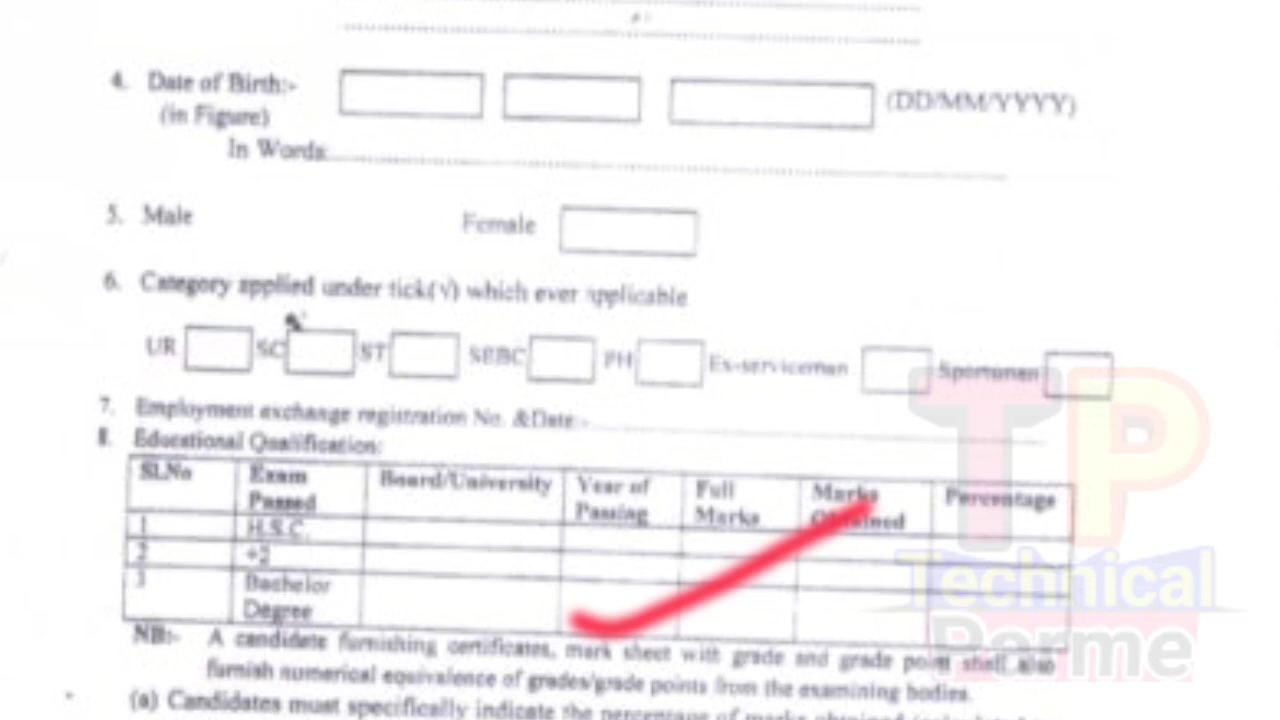 4. Date of Birth:-
(in Figure)
(DD/MM/YYYY)
In Words
5. Male Female
6. Category applied under tick(√) which ever applicable
UR SC ST SEBC PH Ex-serviceman Sportsmen
7. Employment exchange registration No. &Date:-
8. Educational Qualification:
Sl.No Exam Passed Board/University Year of Passing Full Marks Marks Obtained Percentage
1 H.S.C.
2 +2
3 Bachelor Degree
NB:- A candidate furnishing certificates, mark sheet with grade and grade point shall also
furnish numerical equivalence of grades/grade points from the examining bodies.
(a) Candidates must specifically indicate the percentage of marks obtained
TP
Technical
Parme